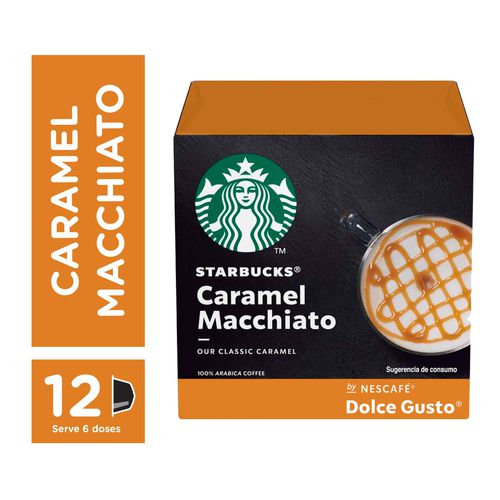 CARAMEL
MACCHIATO
12
Serve 6 doses
TM
STARBUCKS®
Caramel
Macchiato
OUR CLASSIC CARAMEL
100% ARABICA COFFEE
Sugerencia de consumo
by NESCAFÉ®
Dolce Gusto®